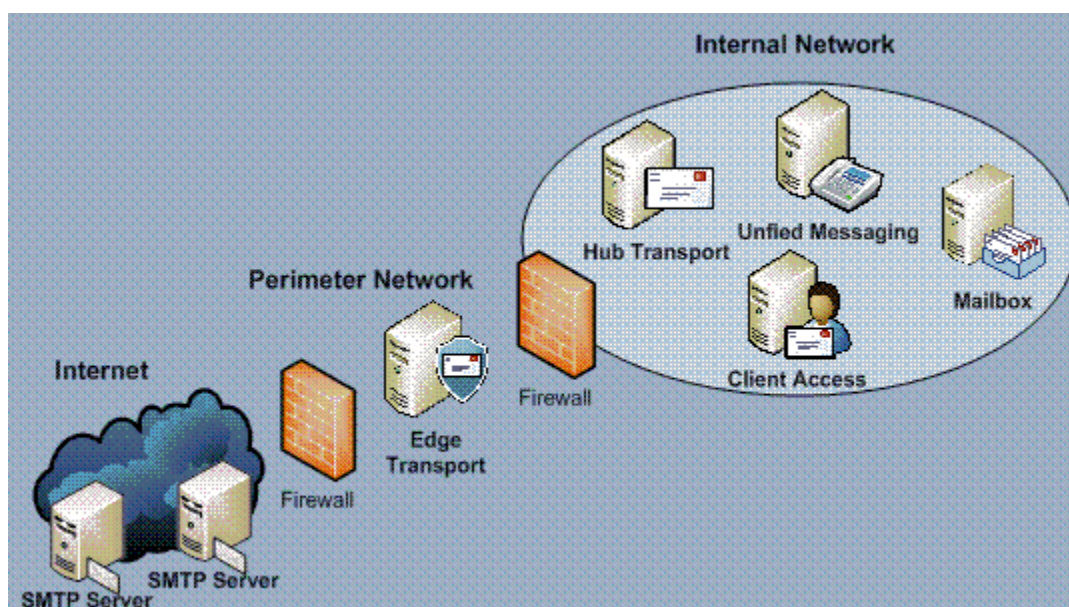 Internal Network
Hub Transport
Unfied Messaging
Mailbox
Client Access
Perimeter Network
Firewall
Edge
Transport
Internet
Firewall
SMTP Server
SMTP Server